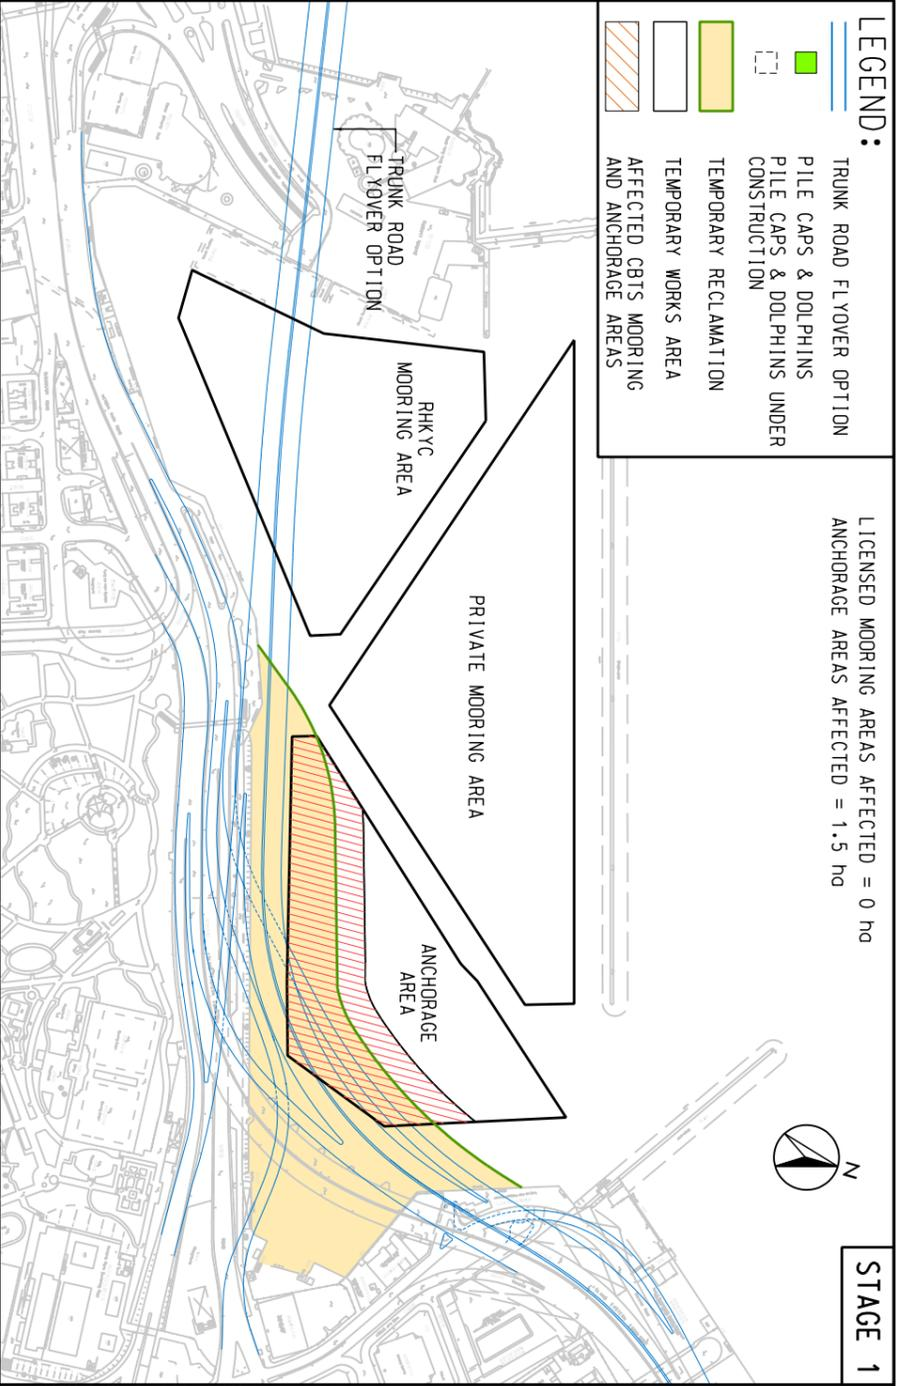 LEGEND:
TRUNK ROAD FLYOVER OPTION
PILE CAPS & DOLPHINS
PILE CAPS & DOLPHINS UNDER
CONSTRUCTION
TEMPORARY RECLAMATION
TEMPORARY WORKS AREA
AFFECTED CBTS MOORING
AND ANCHORAGE AREAS
LICENSED MOORING AREAS AFFECTED = 0 ha
ANCHORAGE AREAS AFFECTED = 1.5 ha
N
STAGE 1
TRUNK ROAD
FLYOVER OPTION
RHKYC
MOORING AREA
PRIVATE MOORING AREA
ANCHORAGE
AREA